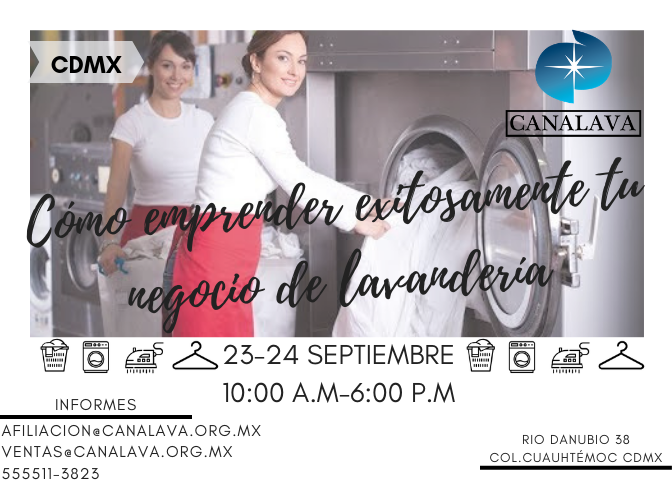 CDMX
CANALAVA
Cómo emprender exitosamente tu
negocio de lavandería
23-24 SEPTIEMBRE
10:00 A.M-6:00 P.M
INFORMES
AFILIACION@CANALAVA.ORG.MX
VENTAS@CANALAVA.ORG.MX
555511-3823
RIO DANUBIO 38
COL.CUAUHTÉMOC CDMX